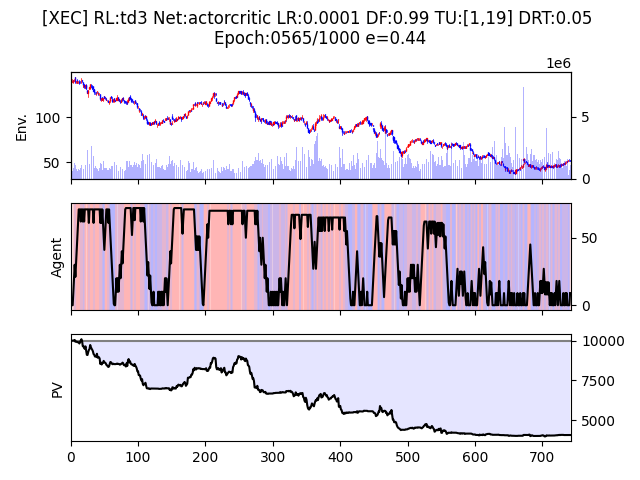 [XEC] RL:td3 Net:actorcritic LR:0.0001 DF:0.99 TU:[1,19] DRT:0.05
Epoch:0565/1000 e=0.44
1e6
Env.
100
50
5
0
Agent
50
0
PV
10000
7500
5000
0 100 200 300 400 500 600 700